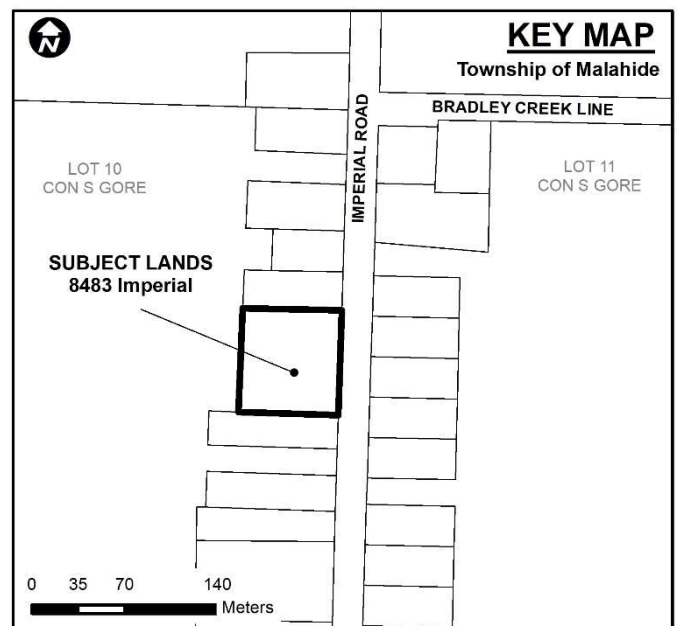 N
KEY MAP
Township of Malahide
IMPERIAL ROAD
BRADLEY CREEK LINE
LOT 10
CON S GORE
LOT 11
CON S GORE
SUBJECT LANDS
8483 Imperial
0 35 70 140
Meters